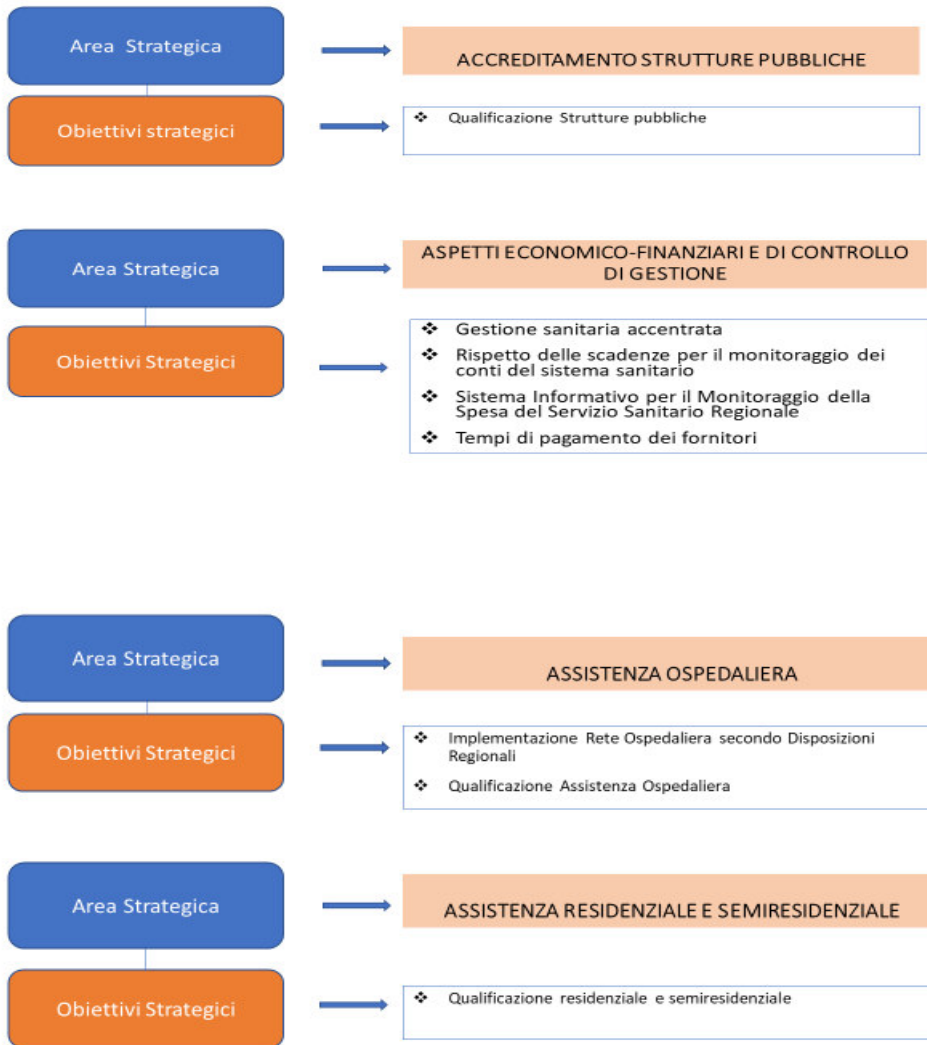 Area Strategica
ACCREDITAMENTO STRUTTURE PUBBLICHE
Obiettivi strategici
❖ Qualificazione Strutture pubbliche
Area Strategica
ASPETTI ECONOMICO-FINANZIARI E DI CONTROLLO
DI GESTIONE
Obiettivi Strategici
❖ Gestione sanitaria accentrata
❖ Rispetto delle scadenze per il monitoraggio dei
conti del sistema sanitario
❖ Sistema Informativo per il Monitoraggio della
Spesa del Servizio Sanitario Regionale
❖ Tempi di pagamento dei fornitori
Area Strategica
ASSISTENZA OSPEDALIERA
Obiettivi Strategici
❖ Implementazione Rete Ospedaliera secondo Disposizioni
Regionali
❖ Qualificazione Assistenza Ospedaliera
Area Strategica
ASSISTENZA RESIDENZIALE E SEMIRESIDENZIALE
Obiettivi Strategici
❖ Qualificazione residenziale e semiresidenziale